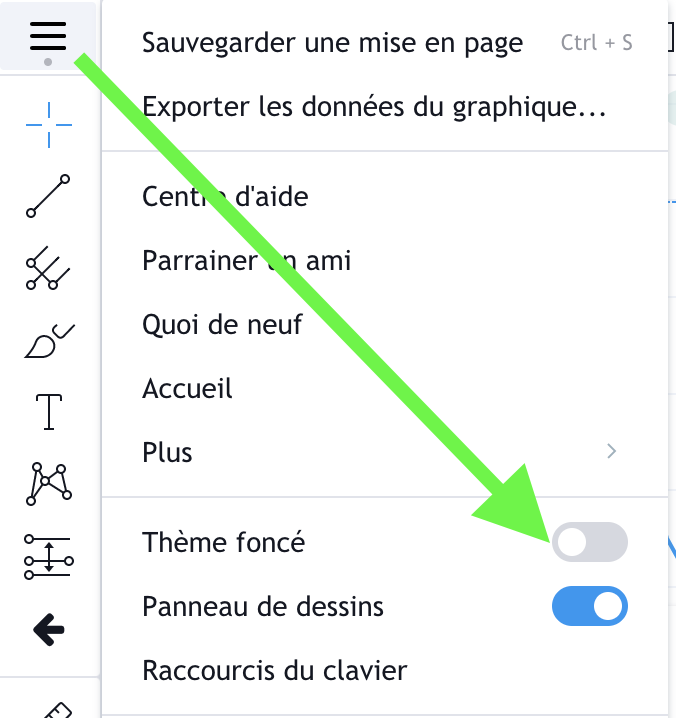 Sauvegarder une mise en page Ctrl + S
Exporter les données du graphique...
Centre d'aide
Parrainer un ami
Quoi de neuf
Accueil
Plus
Thème foncé
Panneau de dessins
Raccourcis du clavier